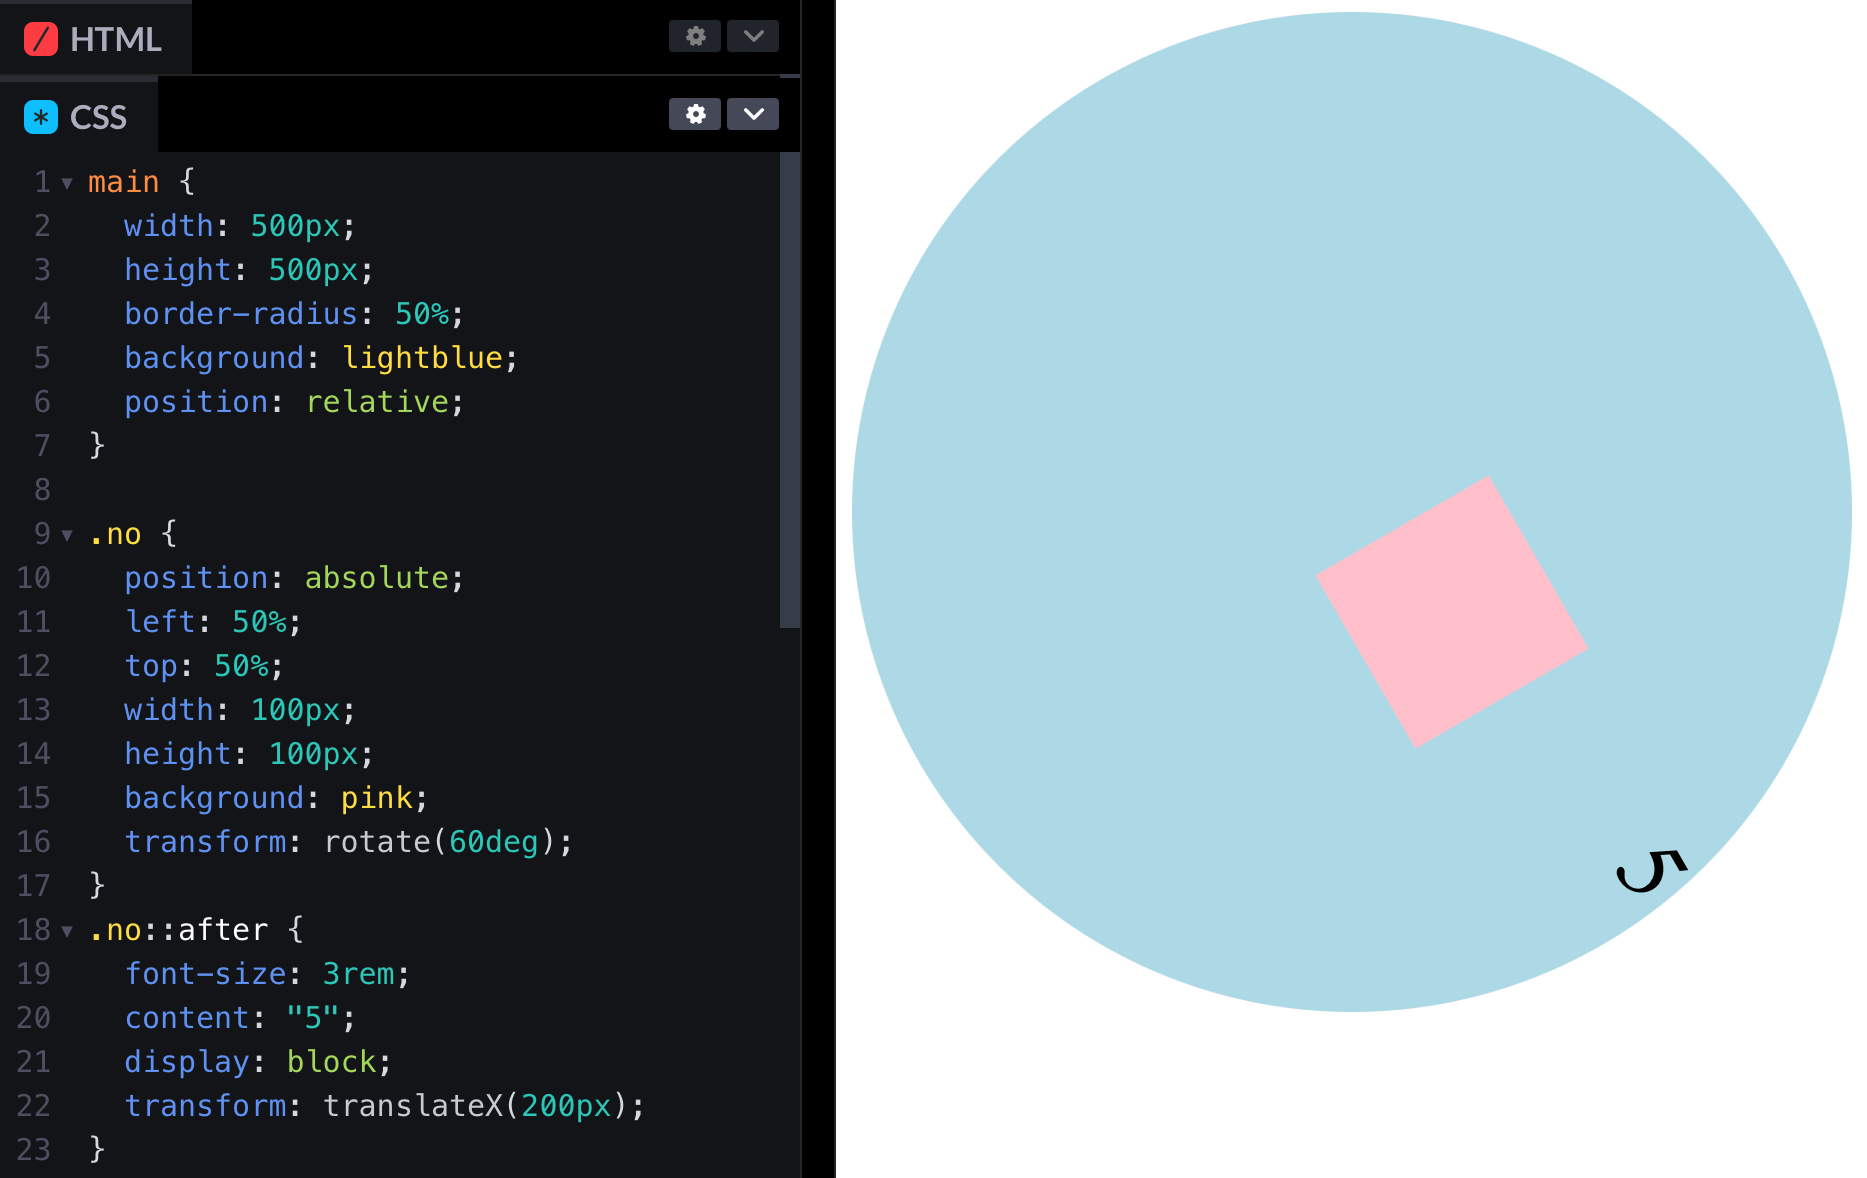 HTML
CSS
1 main {
2 width: 500px;
3 height: 500px;
4 border-radius: 50%;
5 background: lightblue;
6 position: relative;
7 }
8
9 .no {
10 position: absolute;
11 left: 50%;
12 top: 50%;
13 width: 100px;
14 height: 100px;
15 background: pink;
16 transform: rotate(60deg);
17 }
18 .no::after {
19 font-size: 3rem;
20 content: "5";
21 display: block;
22 transform: translateX(200px);
23 }
5